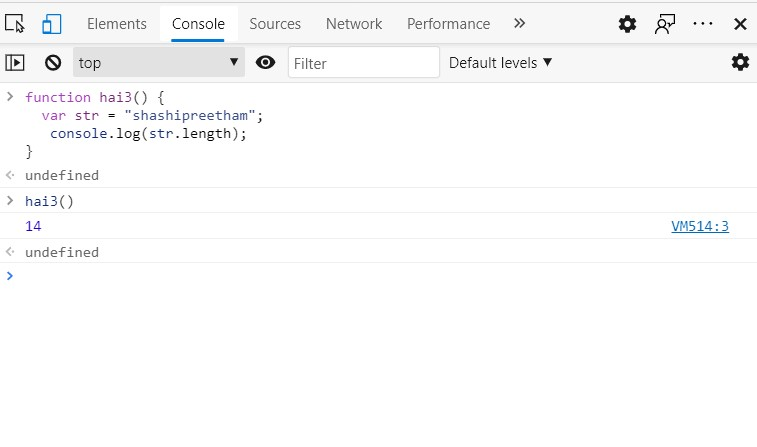 Elements Console Sources Network Performance
top Filter Default levels
function hai3() {
var str = "shashipreetham";
console.log(str.length);
}
undefined
hai3()
14 VM514:3
undefined